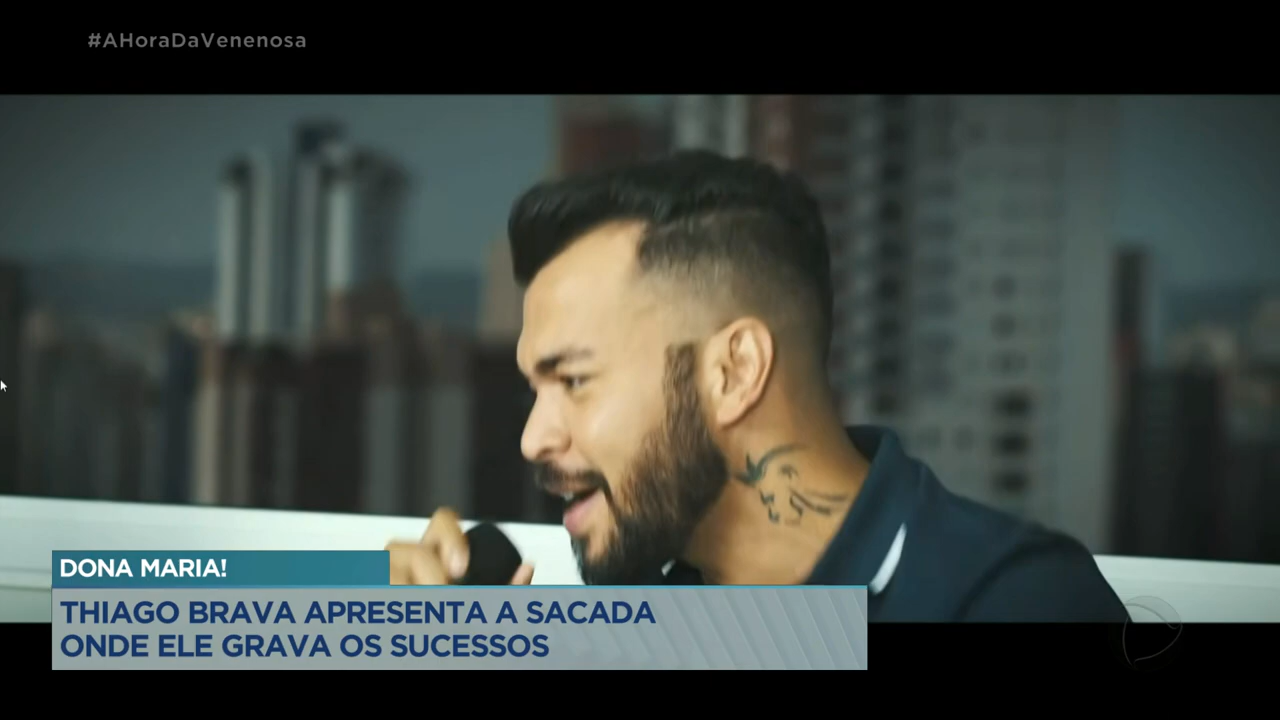 #AHoraDaVenenosa
DONA MARIA!
THIAGO BRAVA APRESENTA A SACADA
ONDE ELE GRAVA OS SUCESSOS